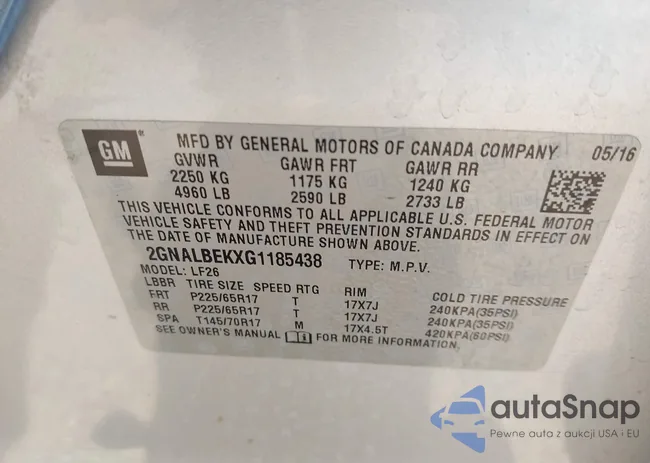 GM
MFD BY GENERAL MOTORS OF CANADA COMPANY 05/16
GVWR GAWR FRT GAWR RR
2250 KG 1175 KG 1240 KG
4960 LB 2590 LB 2733 LB
THIS VEHICLE CONFORMS TO ALL APPLICABLE U.S. FEDERAL MOTOR
VEHICLE SAFETY AND THEFT PREVENTION STANDARDS IN EFFECT ON
THE DATE OF MANUFACTURE SHOWN ABOVE.
2GNALBEKXG1185438 TYPE: M.P.V.
MODEL: LF26
LBBR TIRE SIZE SPEED RTG RIM COLD TIRE PRESSURE
FRT P225/65R17 T 17X7J 240KPA(35PSI)
RR P225/65R17 T 17X7J 240KPA(35PSI)
SPA T145/70R17 M 17X4.5T 420KPA(60PSI)
SEE OWNER'S MANUAL FOR MORE INFORMATION.
autaSnap
Pewne auta z aukcji USA i EU